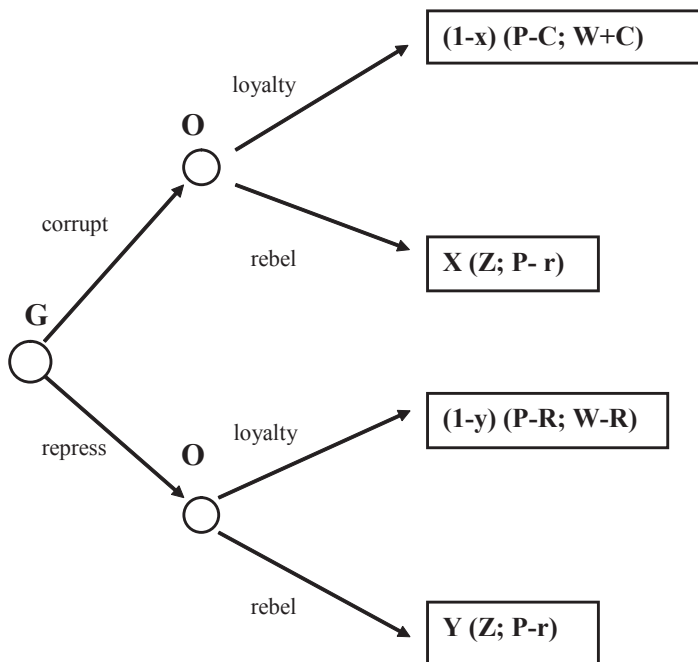 (1-x) (P-C; W+C)
loyalty
O
corrupt
rebel
X (Z; P- r)
G
(1-y) (P-R; W-R)
loyalty
repress
O
rebel
Y (Z; P-r)